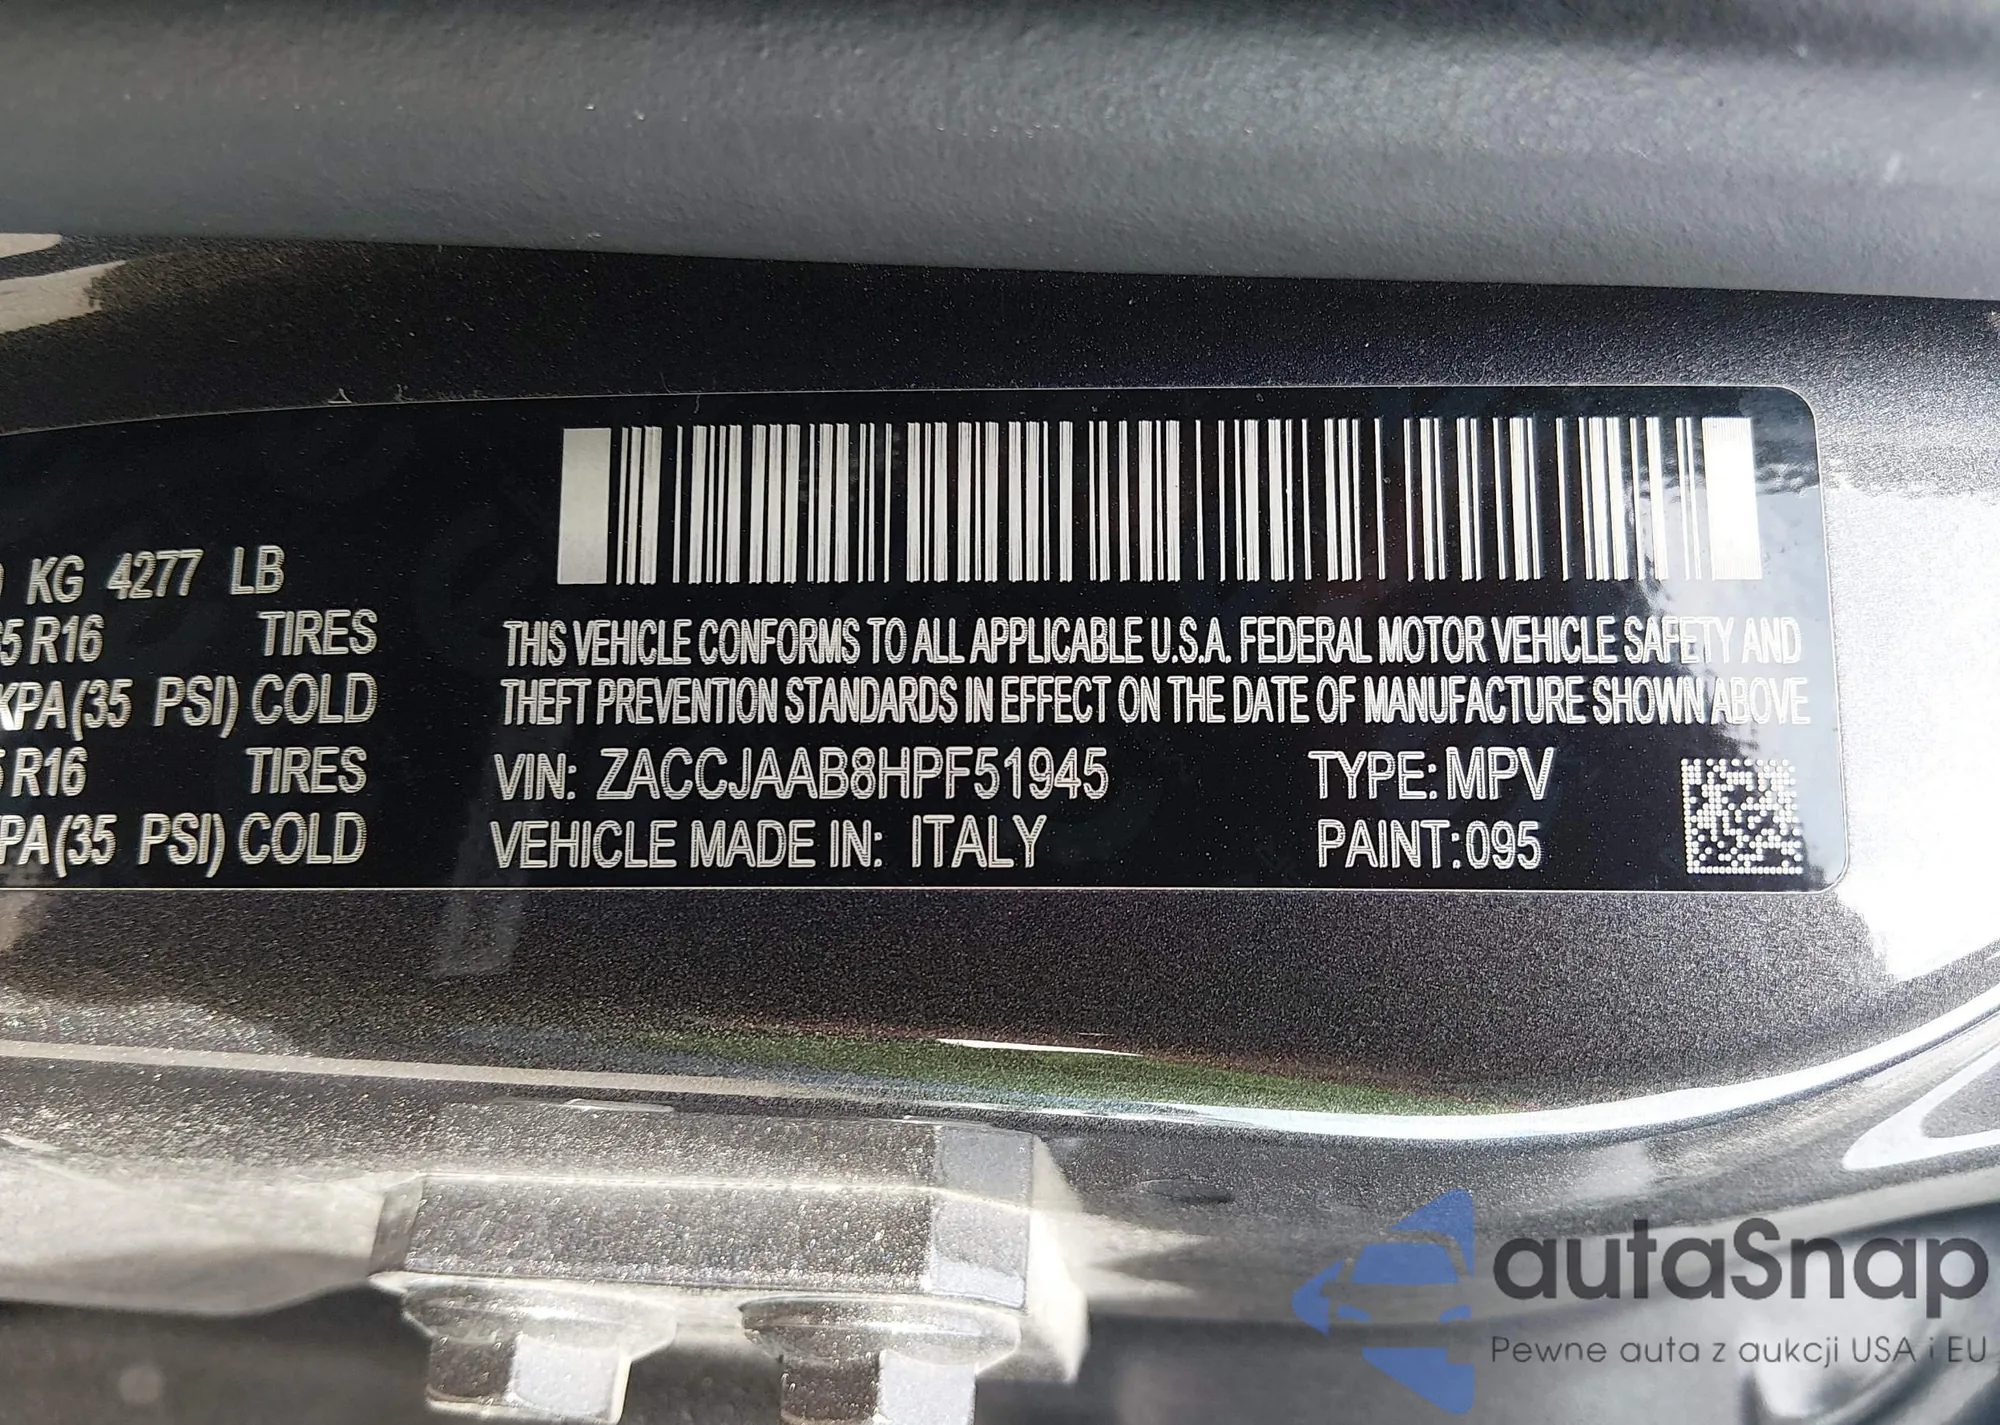 KG 4277 LB
R16 TIRES
KPA(35 PSI) COLD
R16 TIRES
PA(35 PSI) COLD
THIS VEHICLE CONFORMS TO ALL APPLICABLE U.S.A. FEDERAL MOTOR VEHICLE SAFETY AND
THEFT PREVENTION STANDARDS IN EFFECT ON THE DATE OF MANUFACTURE SHOWN ABOVE
VIN: ZACCJAAB8HPF51945 TYPE: MPV
VEHICLE MADE IN: ITALY PAINT: 095
autaSnap
Pewne auta z aukcji USA i EU